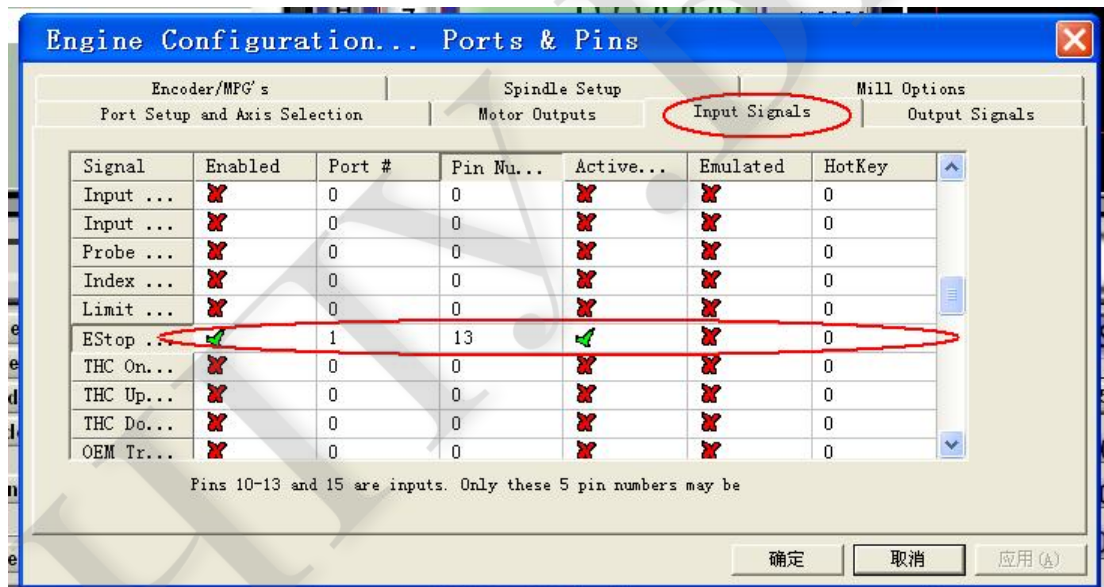 Engine Configuration... Ports & Pins
Encoder/MPG's Spindle Setup Mill Options
Port Setup and Axis Selection Motor Outputs Input Signals Output Signals
Signal Enabled Port # Pin Nu... Active... Emulated HotKey
Input ... 0 0 0
Input ... 0 0 0
Probe ... 0 0 0
Index ... 0 0 0
Limit ... 0 0 0
EStop ... 1 13 0
THC On... 0 0 0
THC Up... 0 0 0
THC Do... 0 0 0
OEM Tr... 0 0 0
Pins 10-13 and 15 are inputs. Only these 5 pin numbers may be
确定 取消 应用(A)